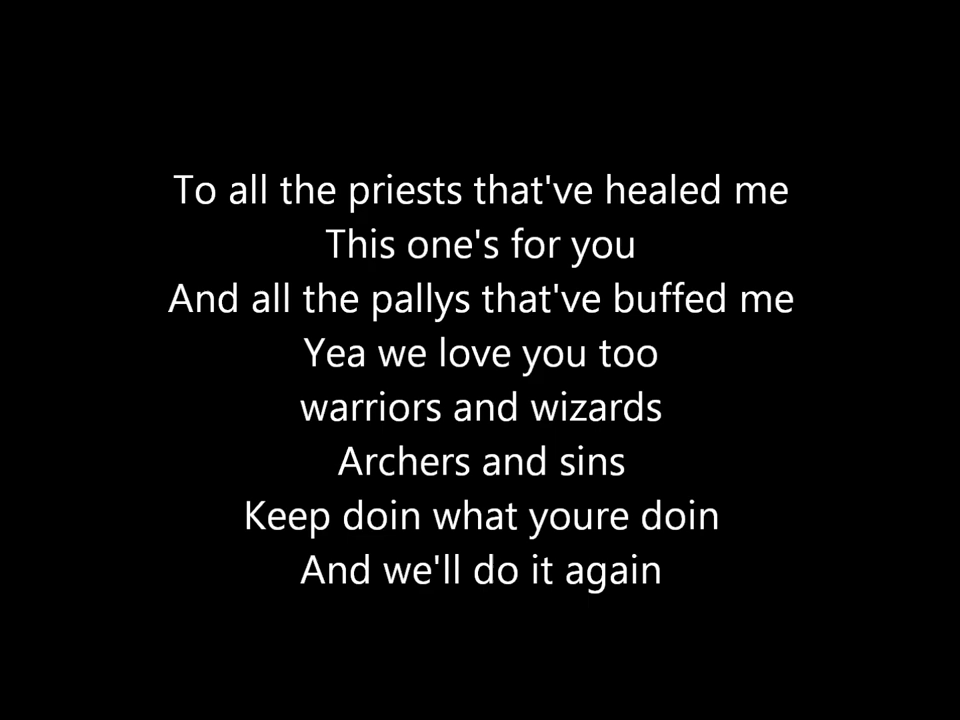 To all the priests that've healed me
This one's for you
And all the pallys that've buffed me
Yea we love you too
warriors and wizards
Archers and sins
Keep doin what youre doin
And we'll do it again